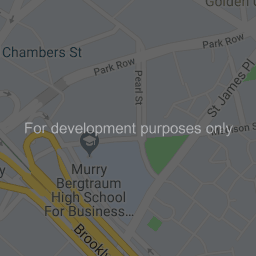 Golden
Chambers St
Park Row
Park Row
Pearl St
St James Pl
For development purposes only
Murry
Bergtraum
High School
For Business...
Brookly